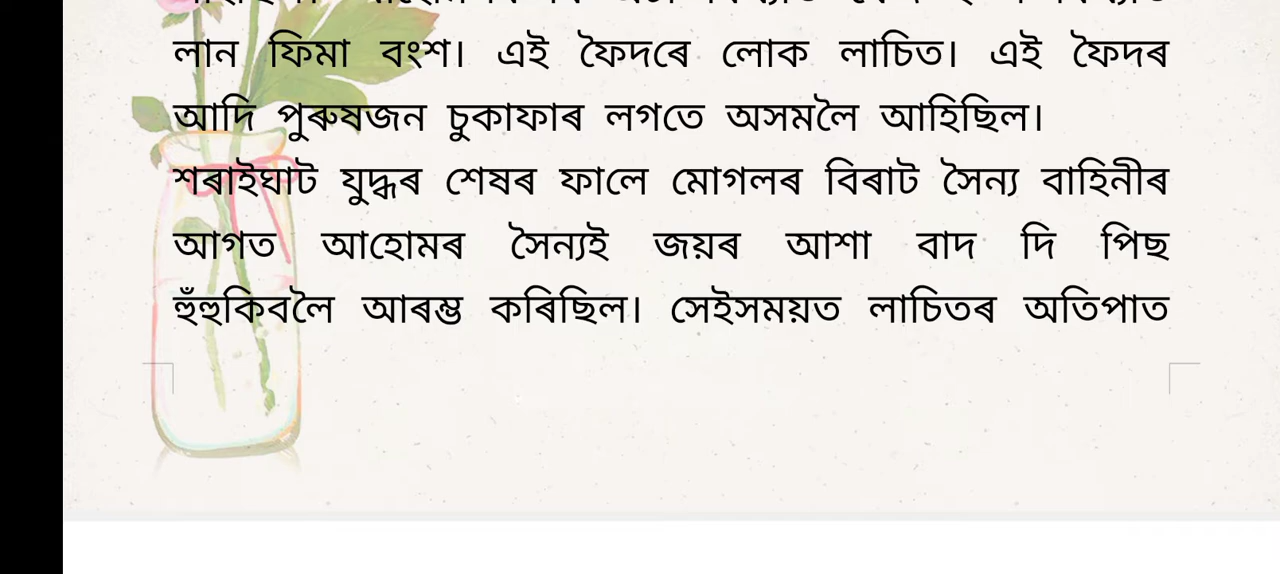 লান ফিমা বংশ। এই ফৈদৰে লোক লাচিত। এই ফৈদৰ
আদি পুৰুষজন চুকাফাৰ লগতে অসমলৈ আহিছিল।
শৰাইঘাট যুদ্ধৰ শেষৰ ফালে মোগলৰ বিৰাট সৈন্য বাহিনীৰ
আগত আহোমৰ সৈন্যই জয়ৰ আশা বাদ দি পিছ
হুঁহুকিবলৈ আৰম্ভ কৰিছিল। সেইসময়ত লাচিতৰ অতিপাত